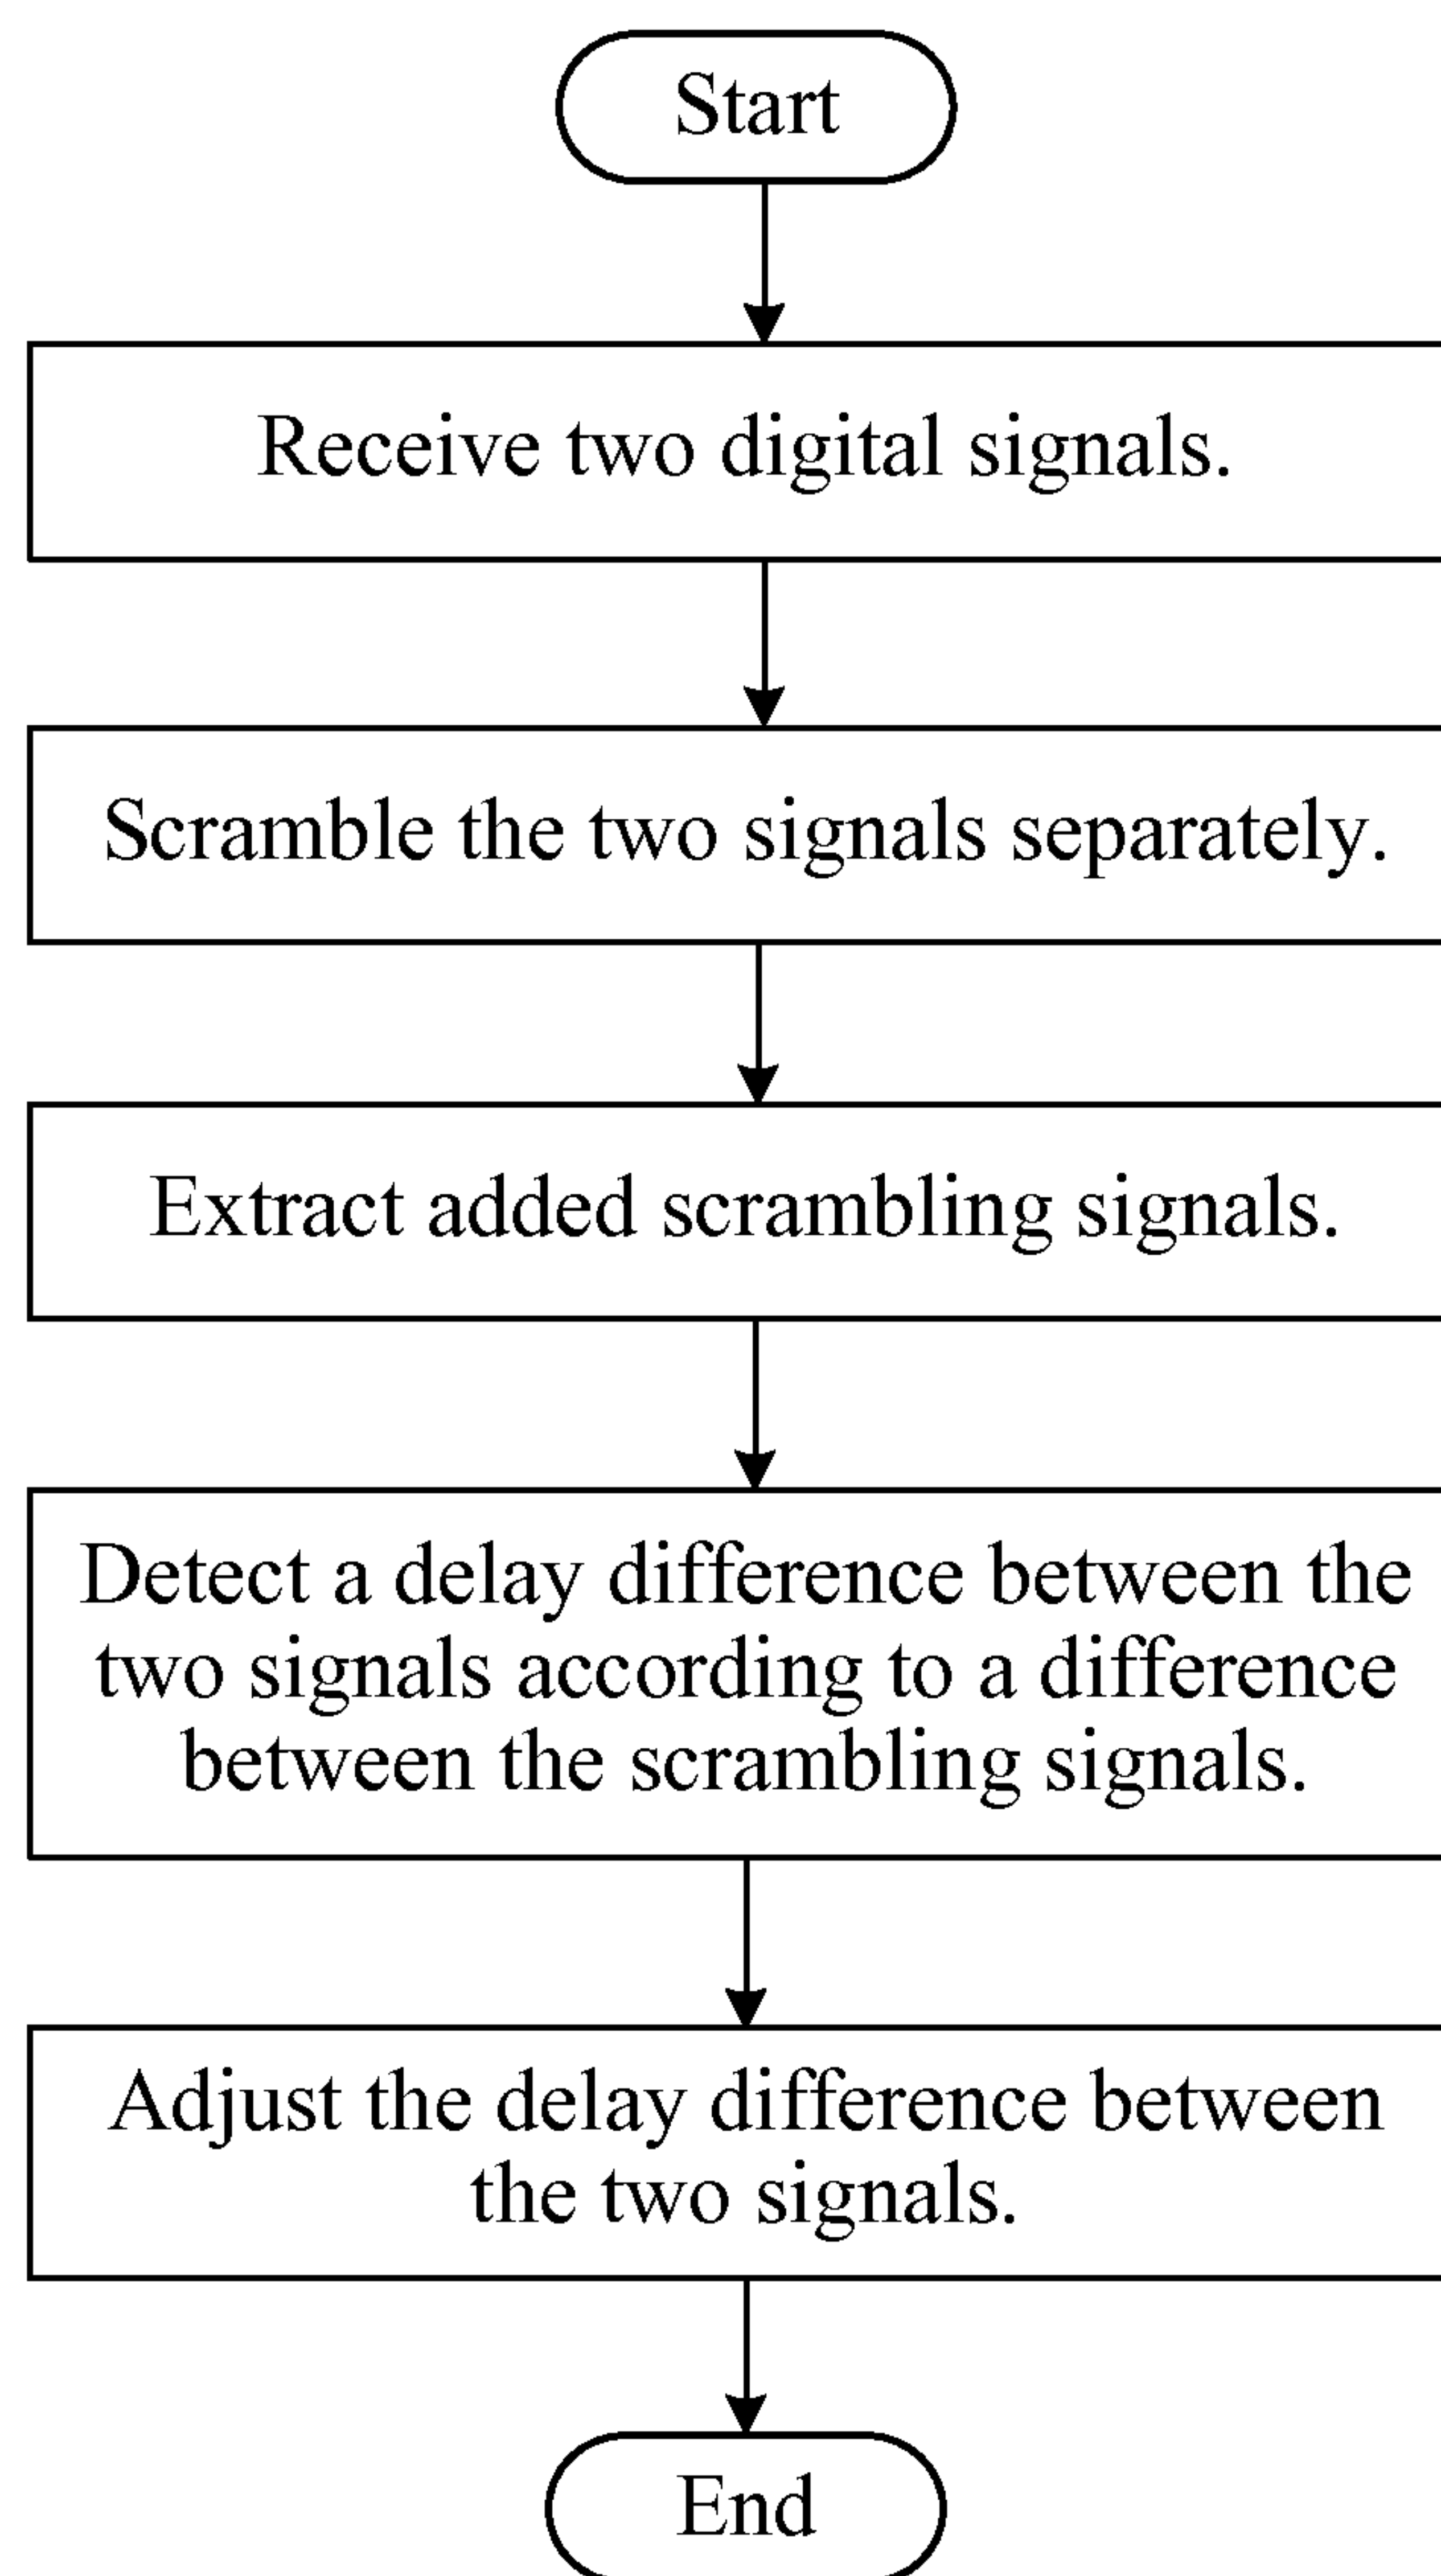 Start
Receive two digital signals.
Scramble the two signals separately.
Extract added scrambling signals.
Detect a delay difference between the
two signals according to a difference
between the scrambling signals.
Adjust the delay difference between
the two signals.
End